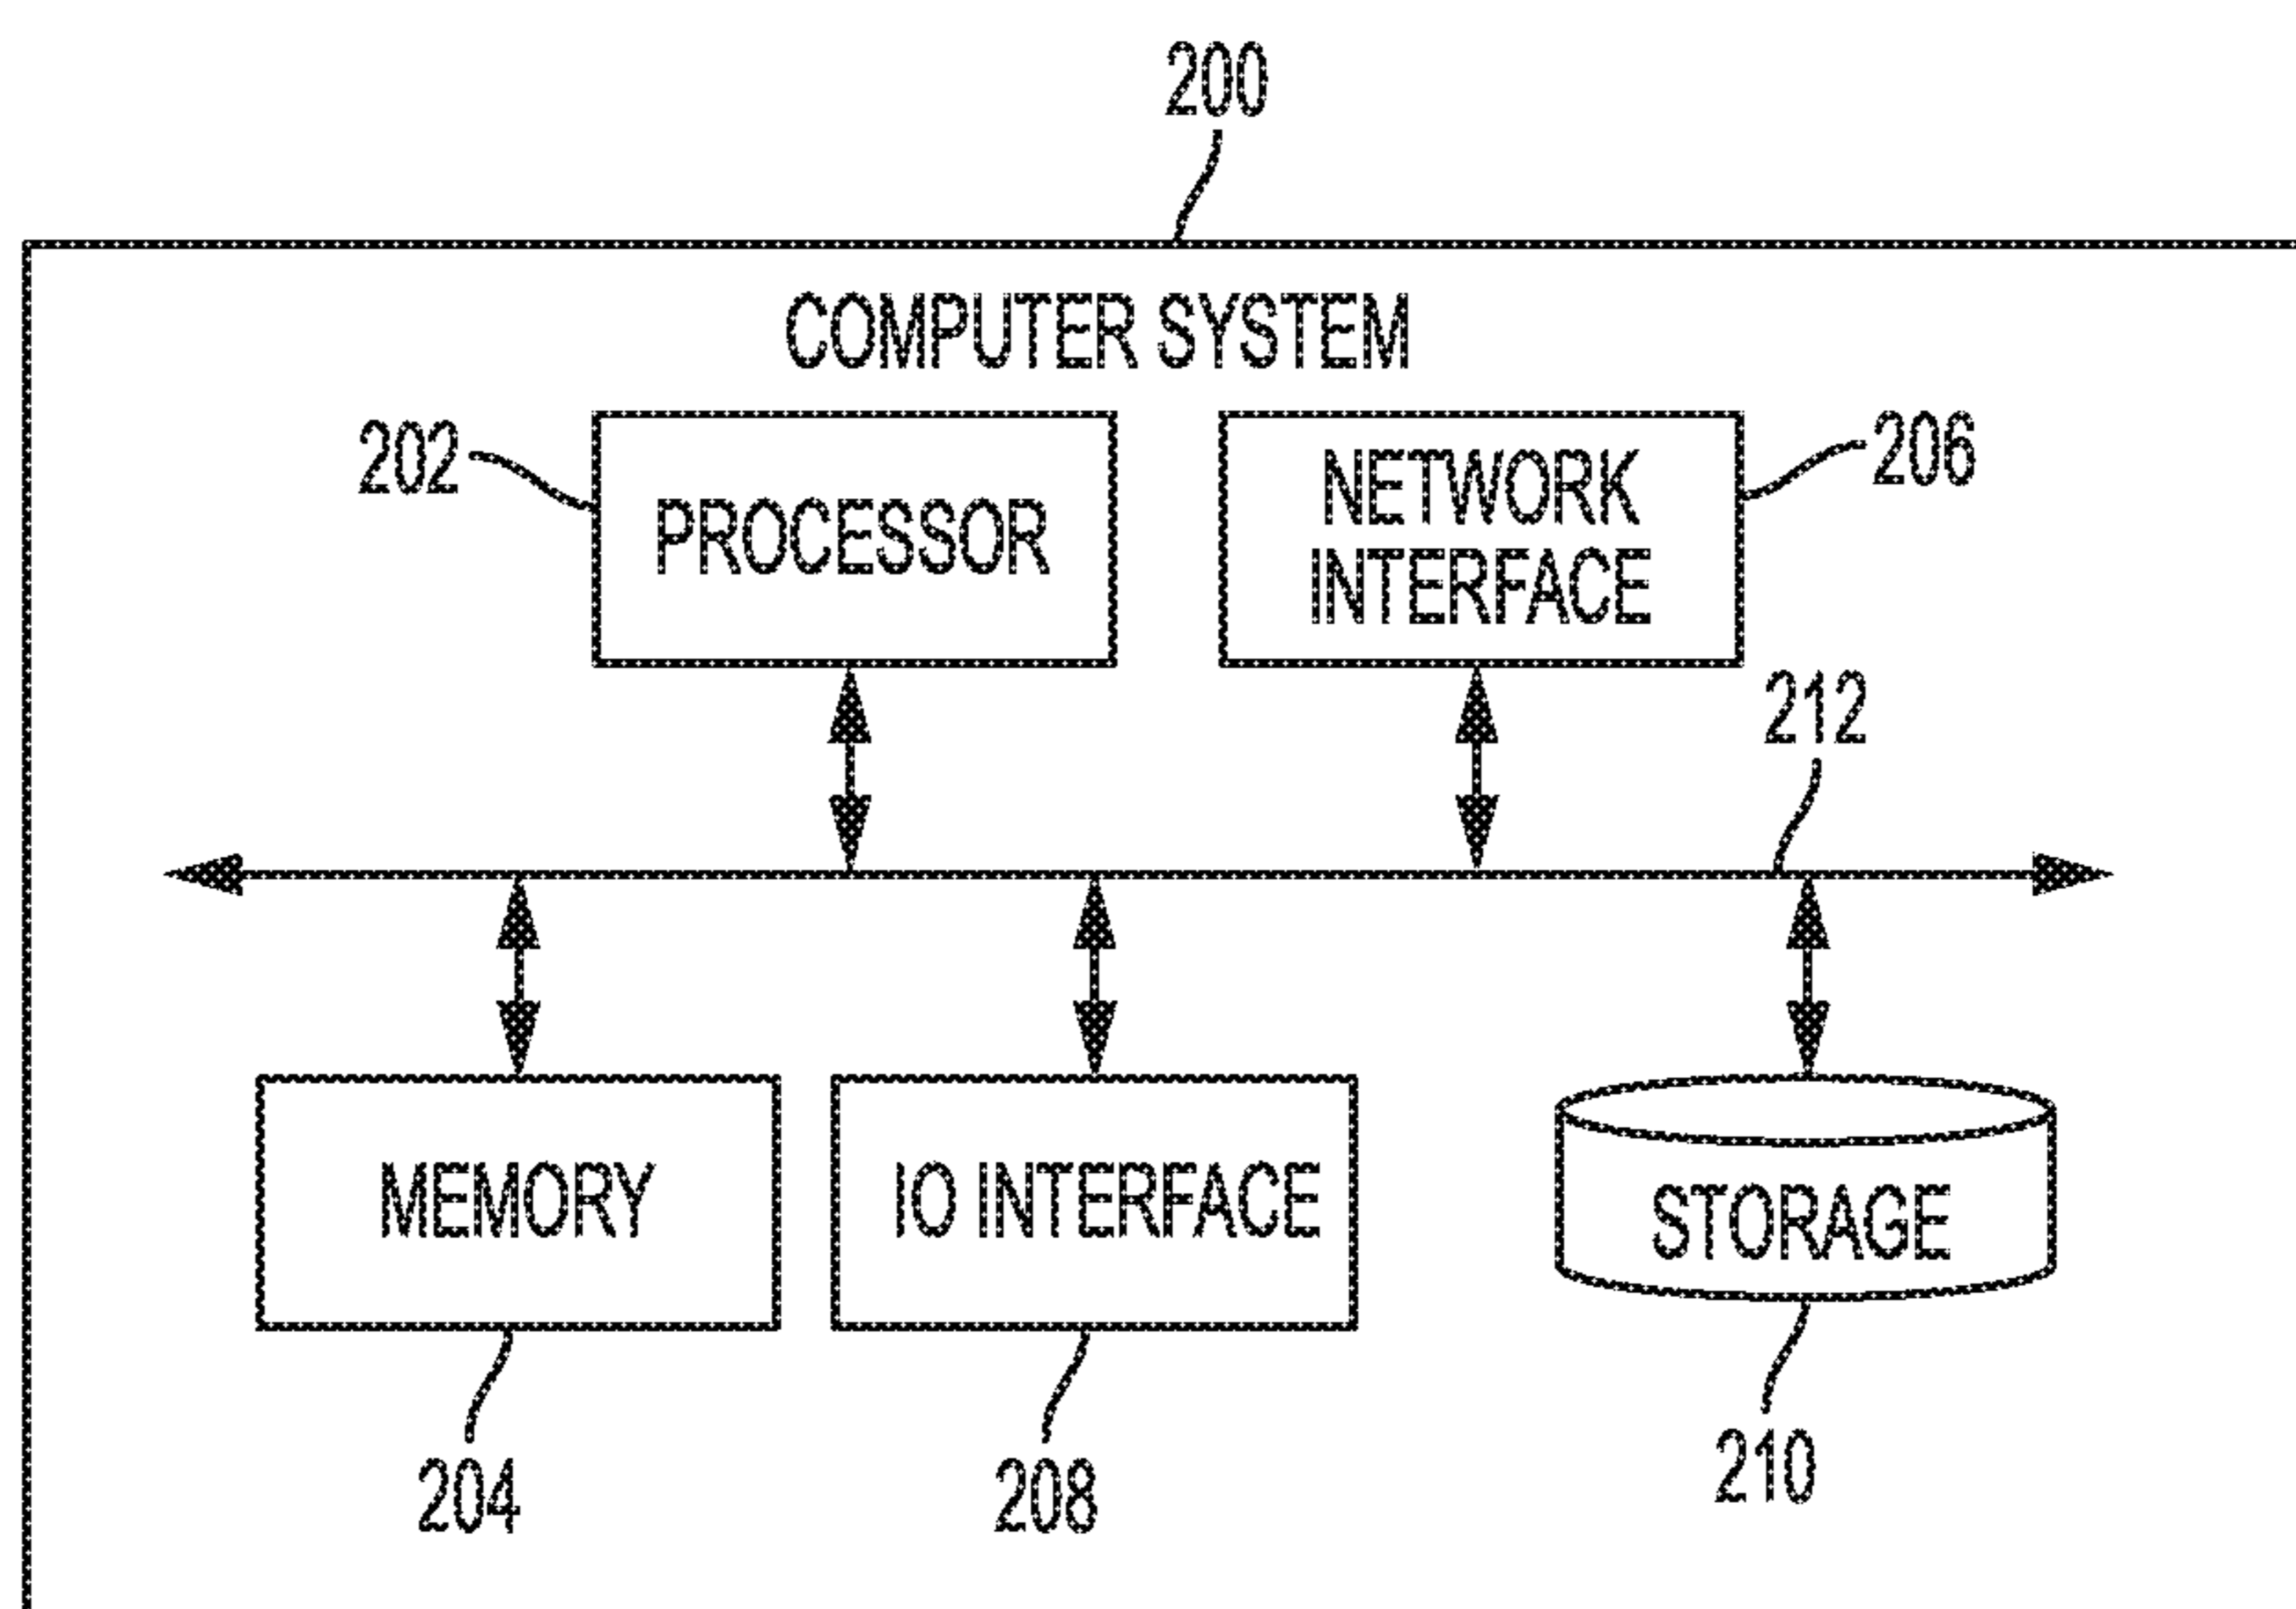 200
COMPUTER SYSTEM
202
PROCESSOR
NETWORK
INTERFACE
206
212
MEMORY
IO INTERFACE
STORAGE
204
208
210